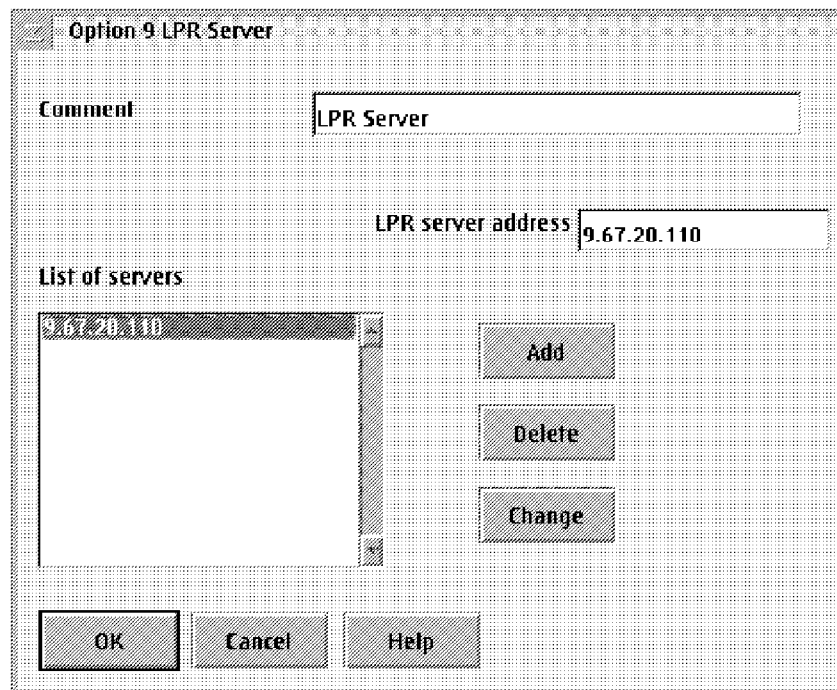 Option 9 LPR Server
Comment
LPR Server
LPR server address
9.67.20.110
List of servers
9.67.20.110
Add
Delete
Change
OK
Cancel
Help